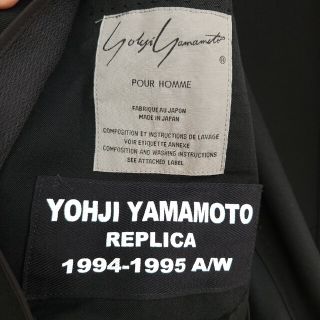 Yohji Yamamoto
®
POUR HOMME
FABRIQUE AU JAPON
MADE IN JAPAN
COMPOSITION ET INSTRUCTIONS DE LAVAGE
VOIR ETIQUETTE ANNEXE
COMPOSITION AND WASHING INSTRUCTIONS
SEE ATTACHED LABEL
YOHJI YAMAMOTO
REPLICA
1994-1995 A/W